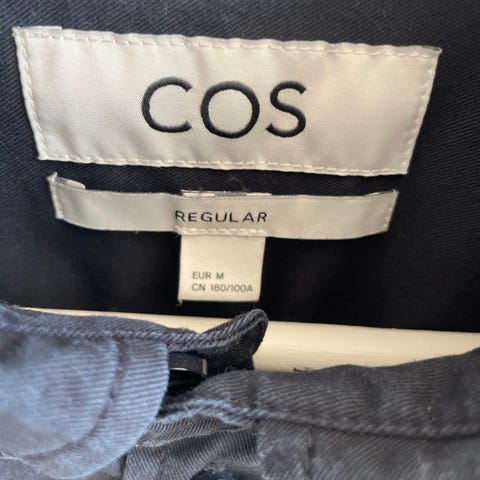 COS
REGULAR
EUR M
CN 180/100A